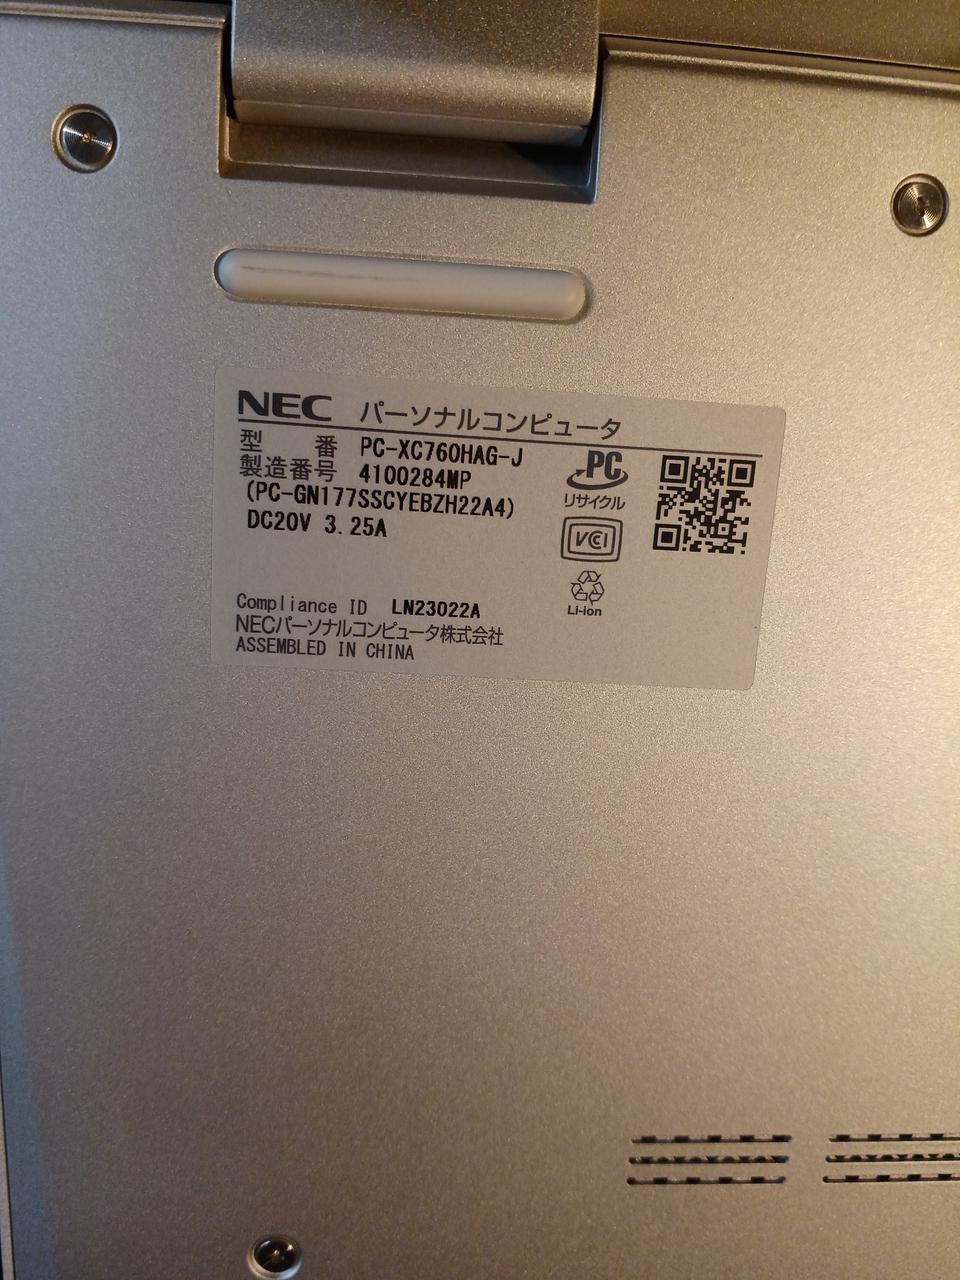 NEC パーソナルコンピュータ
型 番 PC-XC760HAG-J
製造番号 4100284MP
(PC-GN177SSCYEBZH22A4)
DC20V 3.25A
PC
リサイクル
VCI
Li-ion
Compliance ID LN23022A
NECパーソナルコンピュータ株式会社
ASSEMBLED IN CHINA